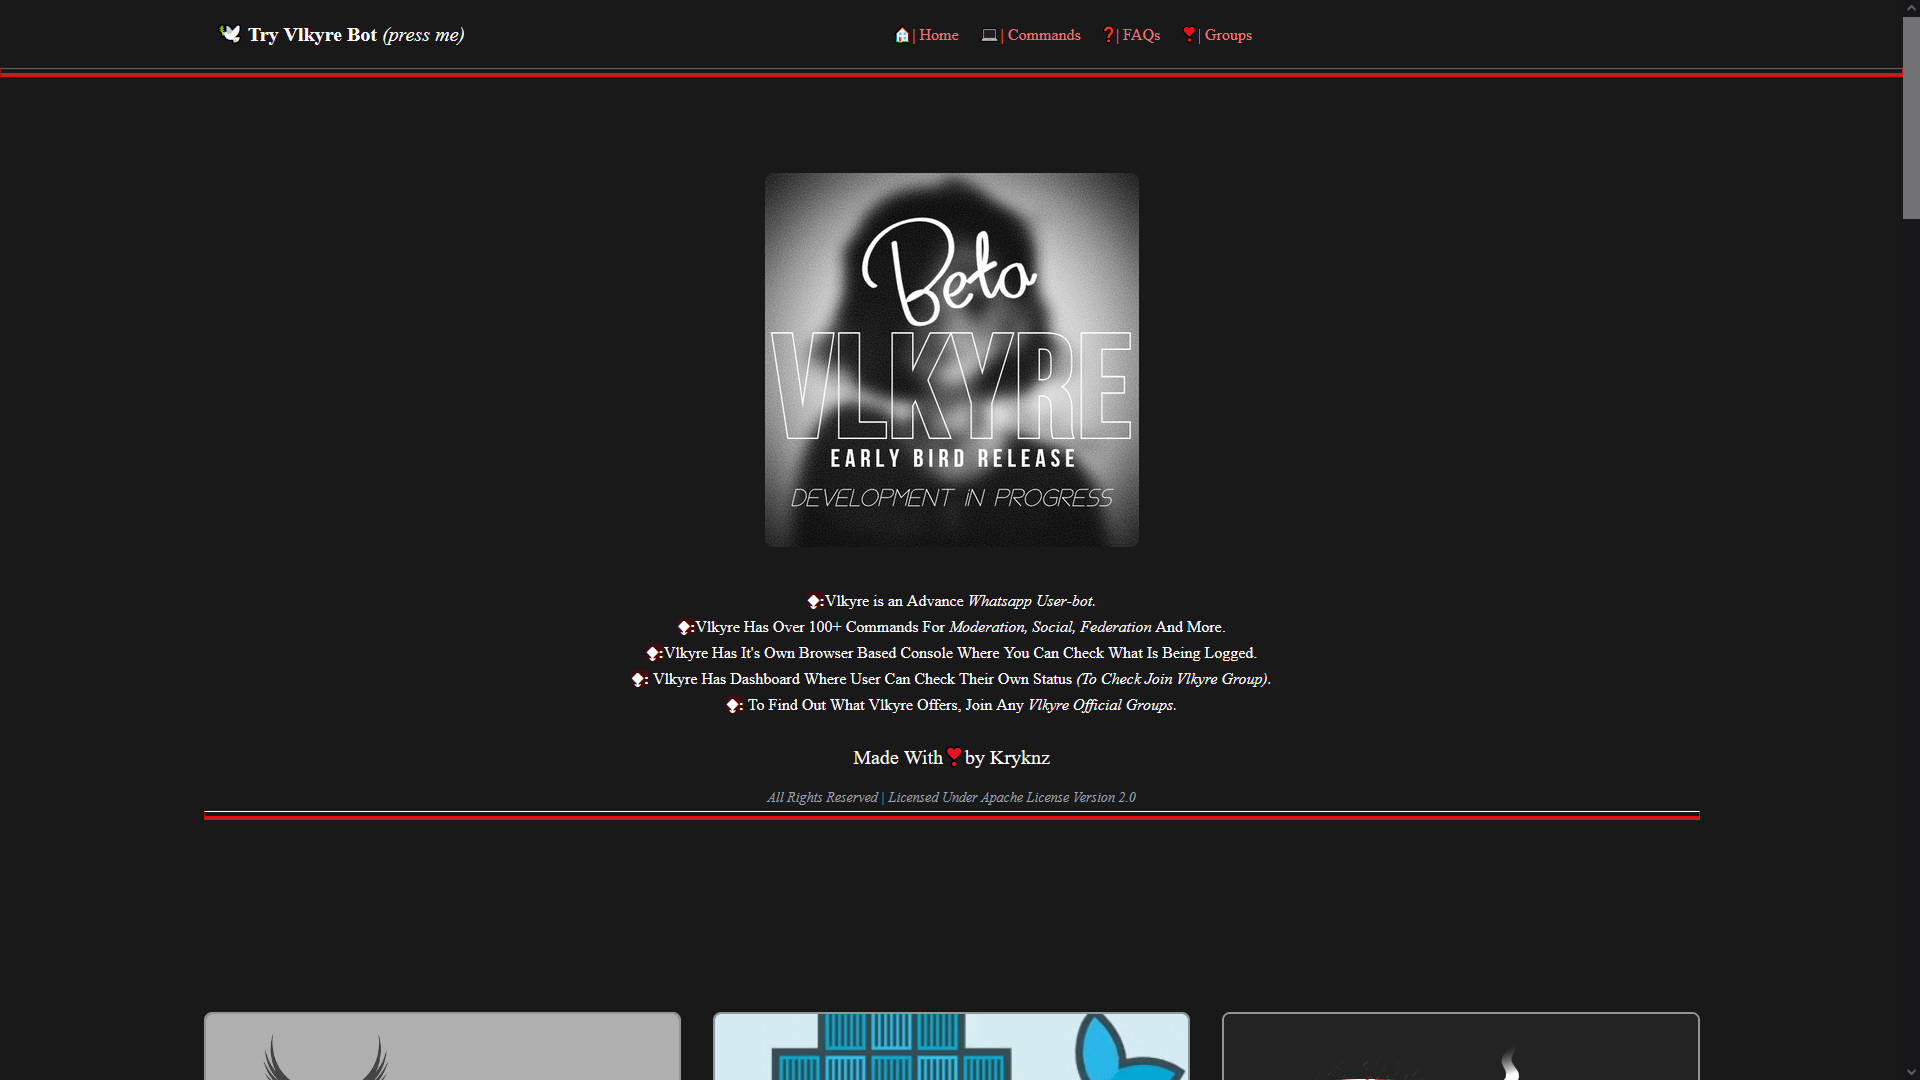 🕊️ Try Vlkyre Bot (press me)
🏠| Home
💻| Commands
❓| FAQs
❣️| Groups
Beta
VLKYRE
EARLY BIRD RELEASE
DEVELOPMENT IN PROGRESS
:Vlkyre is an Advance Whatsapp User-bot.
:Vlkyre Has Over 100+ Commands For Moderation, Social, Federation And More.
:Vlkyre Has It's Own Browser Based Console Where You Can Check What Is Being Logged.
: Vlkyre Has Dashboard Where User Can Check Their Own Status (To Check Join Vlkyre Group).
: To Find Out What Vlkyre Offers, Join Any Vlkyre Official Groups.
Made With❣️by Kryknz
All Rights Reserved | Licensed Under Apache License Version 2.0